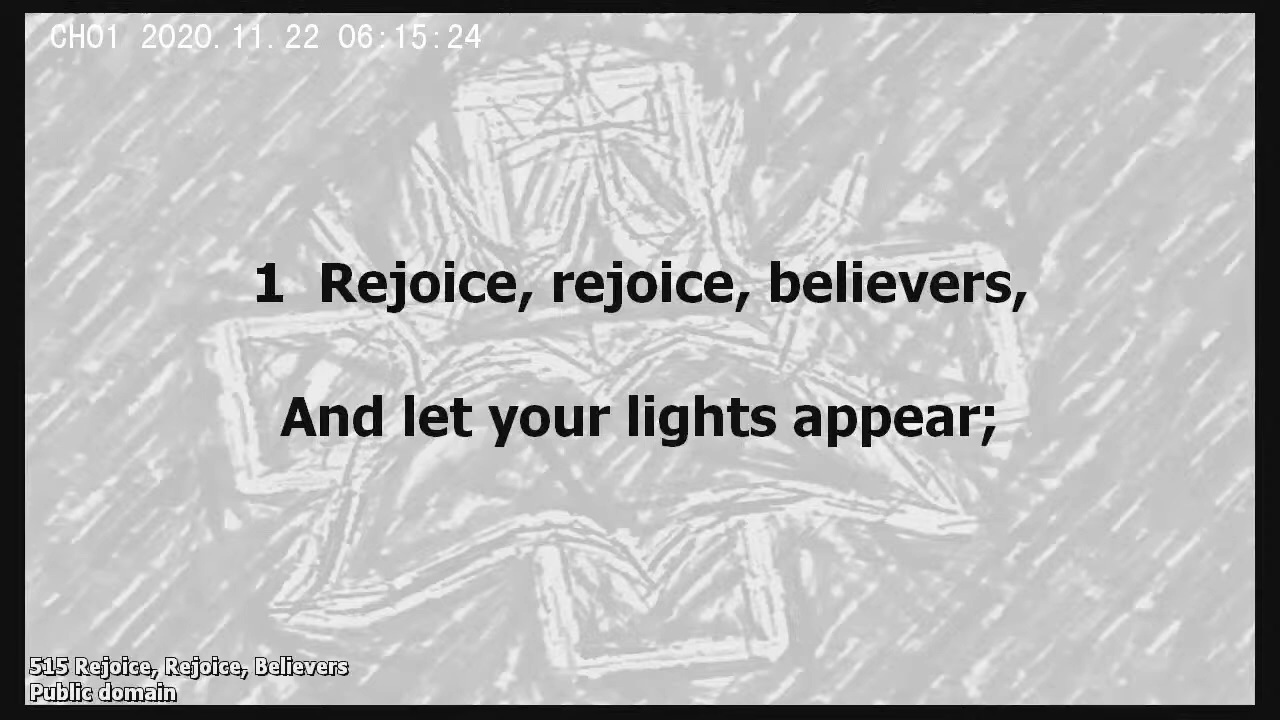 CH01 2020.11.22 06:15:24
1 Rejoice, rejoice, believers,
And let your lights appear;
515 Rejoice, Rejoice, Believers
Public domain